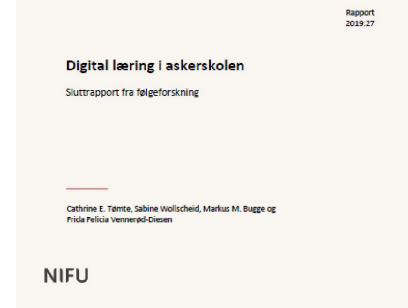 Rapport
2019:27
Digital læring i askerskolen
Sluttrapport fra følgeforskning
Cathrine E. Tømte, Sabine Wollscheid, Markus M. Bugge og
Frida Felicia Vennerød-Diesen
NIFU